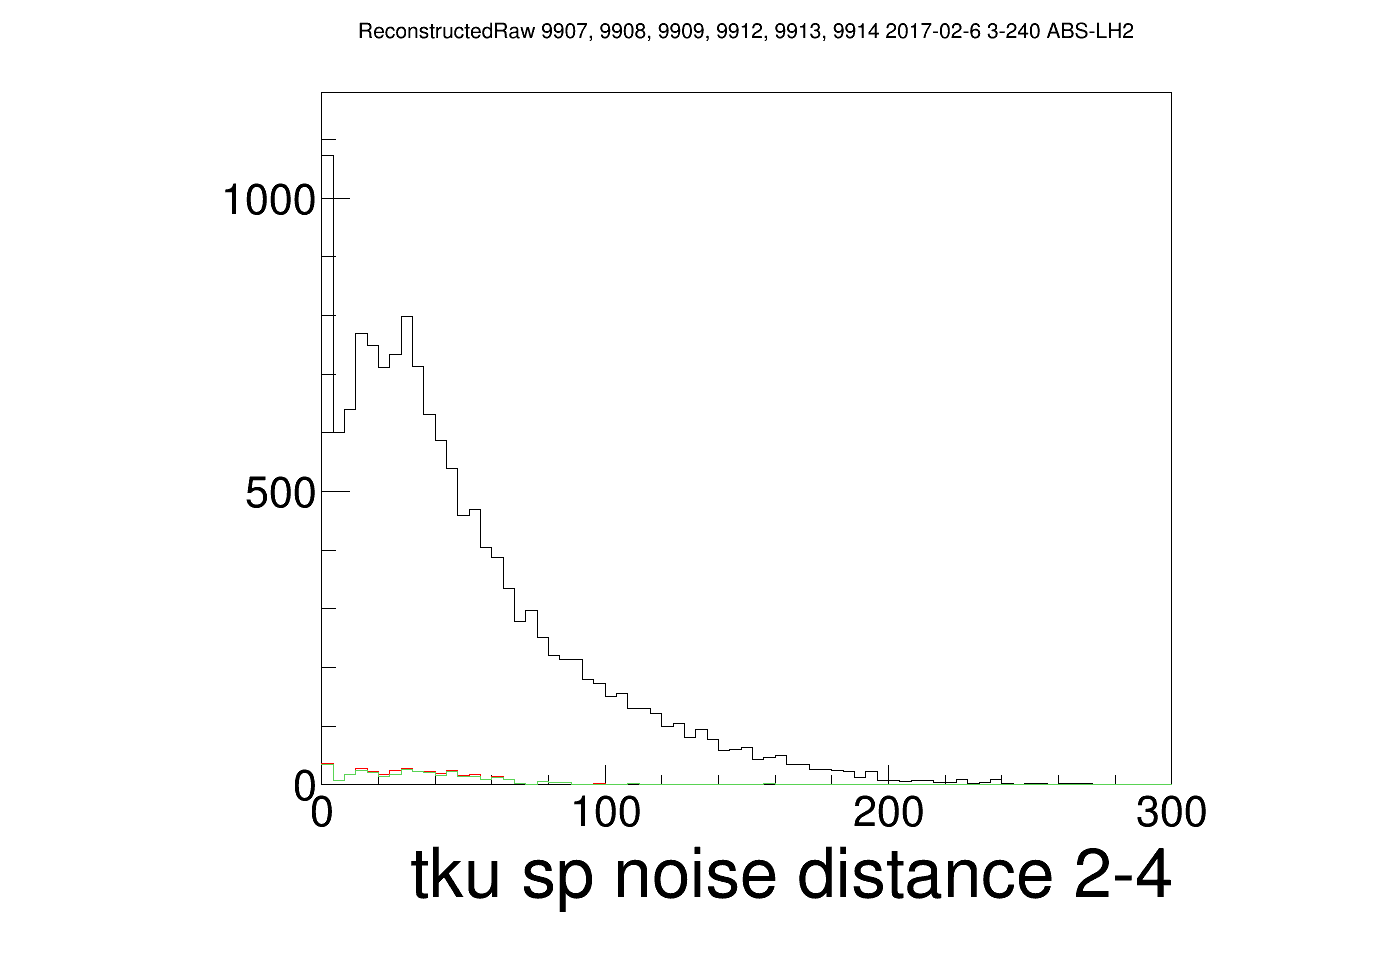 ReconstructedRaw 9907, 9908, 9909, 9912, 9913, 9914 2017-02-6 3-240 ABS-LH2
1000
500
0
0 100 200 300
tku sp noise distance 2-4